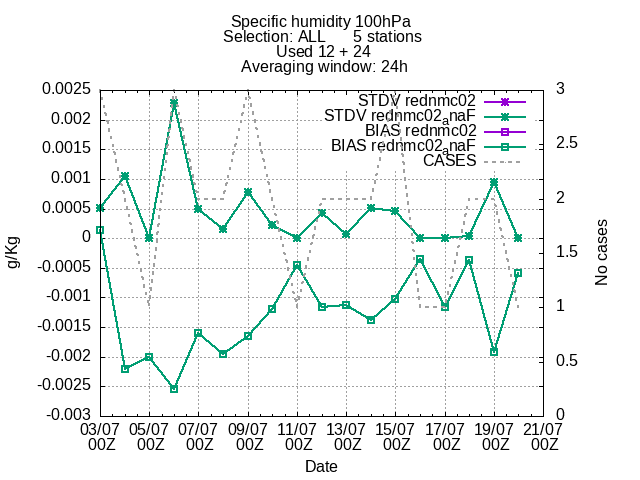 Specific humidity 100hPa
Selection: ALL 5 stations
Used 12 + 24
Averaging window: 24h
STDV rednmc02
STDV rednmc02anaF
BIAS rednmc02
BIAS rednmc02anaF
CASES
0.0025
0.002
0.0015
0.001
0.0005
0
-0.0005
-0.001
-0.0015
-0.002
-0.0025
-0.003
g/Kg
3
2.5
2
1.5
1
0.5
0
No cases
03/07 05/07 07/07 09/07 11/07 13/07 15/07 17/07 19/07 21/07
00Z 00Z 00Z 00Z 00Z 00Z 00Z 00Z 00Z 00Z
Date